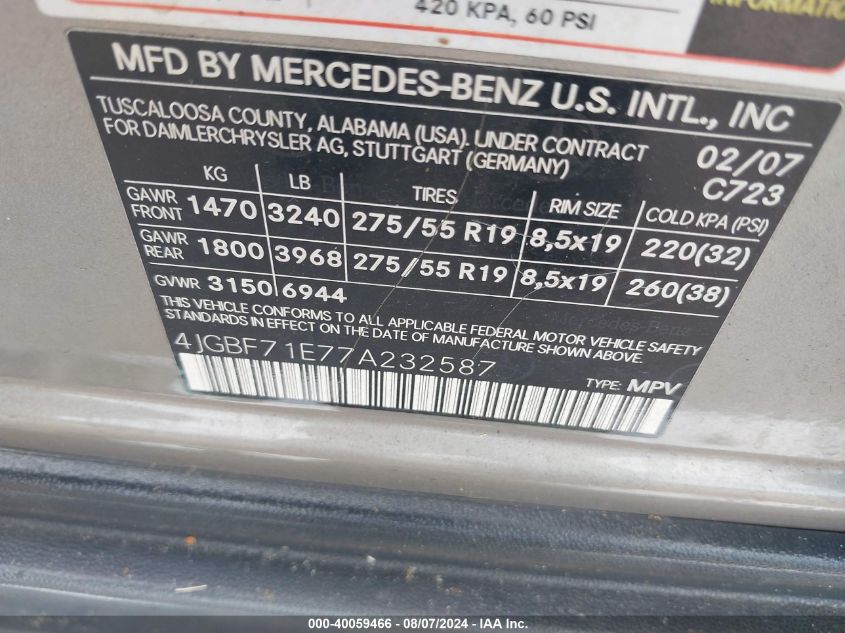 420 KPA, 60 PSI
INFORMATION
MFD BY MERCEDES-BENZ U.S. INTL., INC
TUSCALOOSA COUNTY, ALABAMA (USA) UNDER CONTRACT
FOR DAIMLERCHRYSLER AG, STUTTGART (GERMANY)
02/07
C723
KG LB TIRES RIM SIZE COLD KPA (PSI)
GAWR FRONT 1470 3240 275/55 R19 8,5x19 220(32)
GAWR REAR 1800 3968 275/55 R19 8,5x19 260(38)
GVWR 3150 6944
THIS VEHICLE CONFORMS TO ALL APPLICABLE FEDERAL MOTOR VEHICLE SAFETY
STANDARDS IN EFFECT ON THE DATE OF MANUFACTURE SHOWN ABOVE.
4JGBF71E77A232587
TYPE: MPV
000-40059466 - 08/07/2024 - IAA Inc.